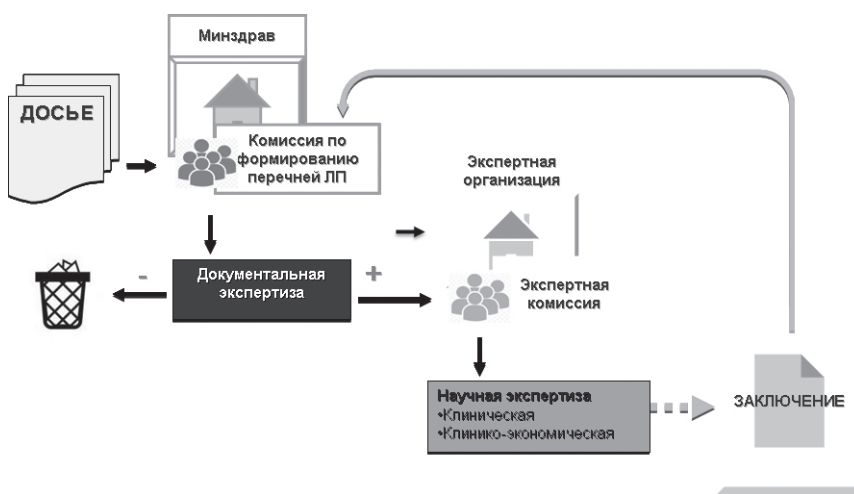 Минздрав
ДОСЬЕ
Комиссия по
формированию
перечней ЛП
Экспертная
организация
-
Документальная
экспертиза
+
Экспертная
комиссия
Научная экспертиза
•Клиническая
•Клинико-экономическая
ЗАКЛЮЧЕНИЕ